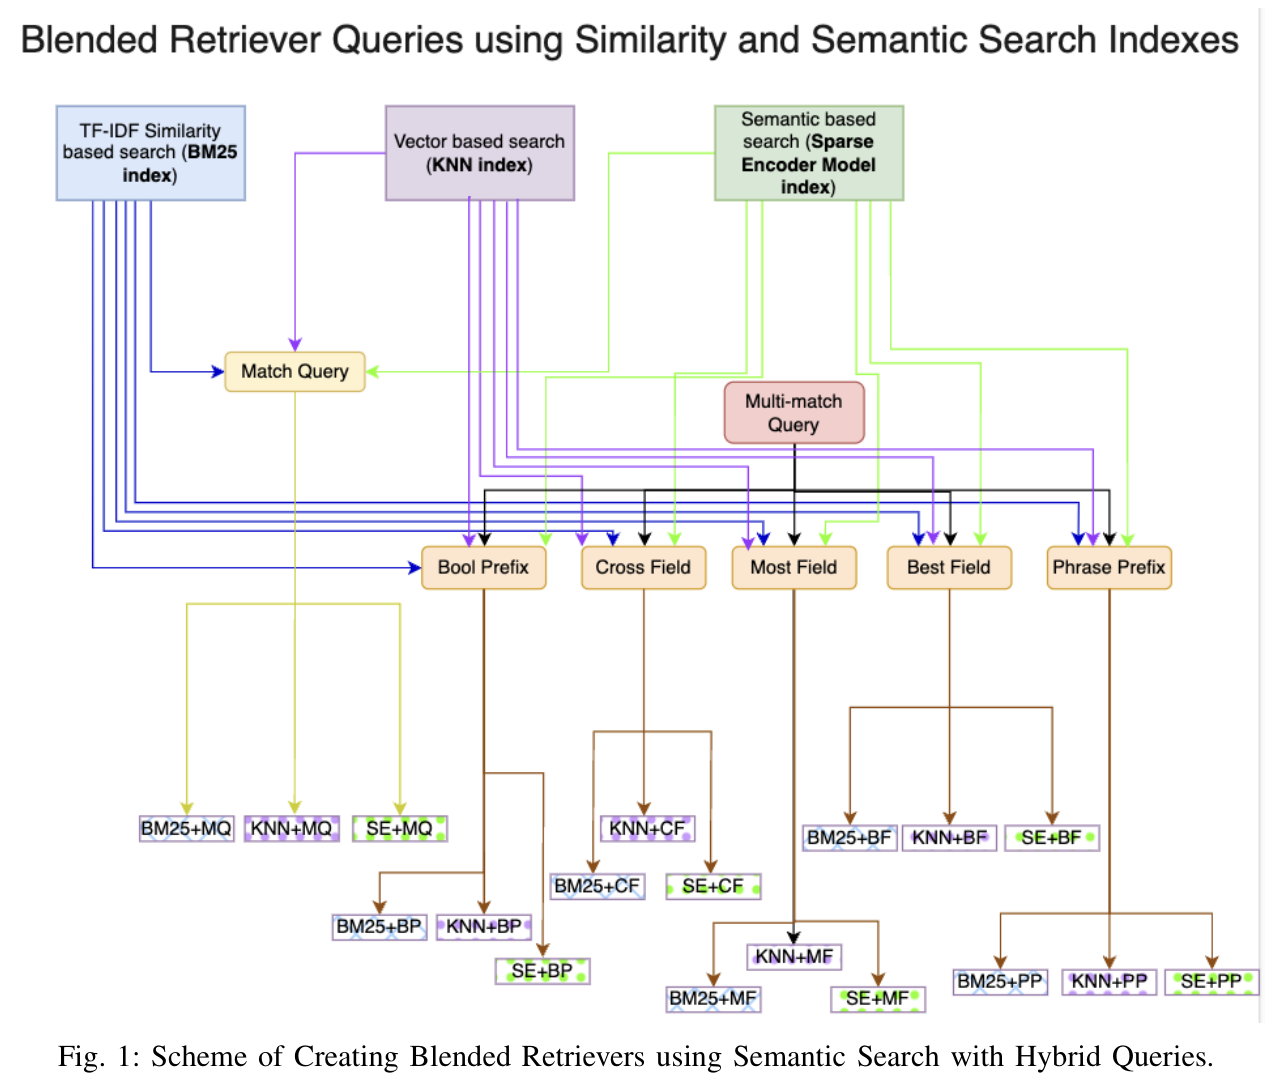 Blended Retriever Queries using Similarity and Semantic Search Indexes
TF-IDF Similarity
based search (BM25
index)
Vector based search
(KNN index)
Semantic based
search (Sparse
Encoder Model
index)
Match Query
Multi-match
Query
Bool Prefix
Cross Field
Most Field
Best Field
Phrase Prefix
BM25+MQ
KNN+MQ
SE+MQ
BM25+BP
KNN+BP
SE+BP
KNN+CF
BM25+CF
SE+CF
KNN+MF
BM25+MF
SE+MF
BM25+BF
KNN+BF
SE+BF
BM25+PP
KNN+PP
SE+PP
Fig. 1: Scheme of Creating Blended Retrievers using Semantic Search with Hybrid Queries.